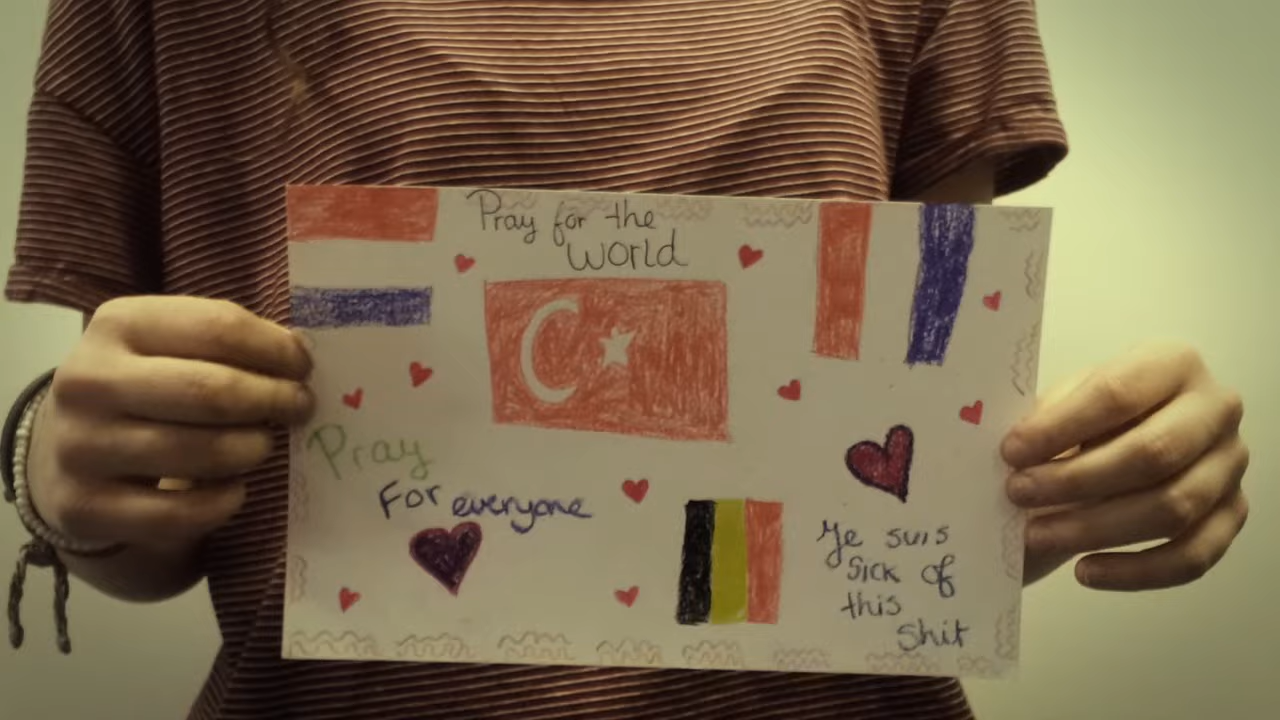 Pray for the
World
Pray
For everyone
Je suis
Sick of
this
Shit